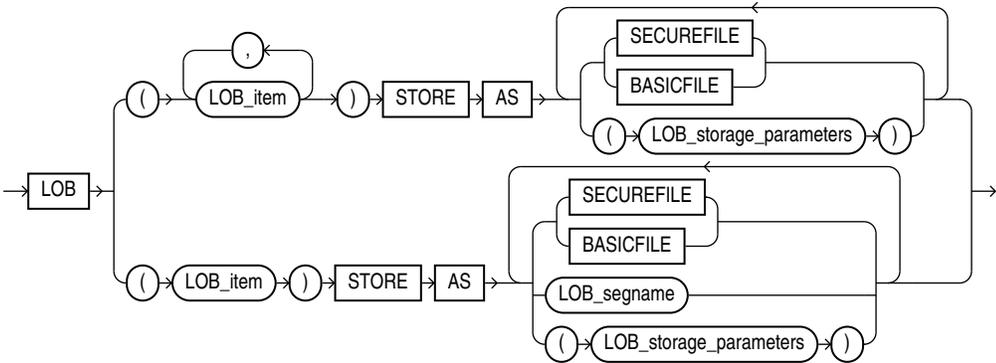 ,
SECUREFILE
BASICFILE
( LOB_item ) STORE AS
( LOB_storage_parameters )
LOB
SECUREFILE
BASICFILE
( LOB_item ) STORE AS
LOB_segname
( LOB_storage_parameters )